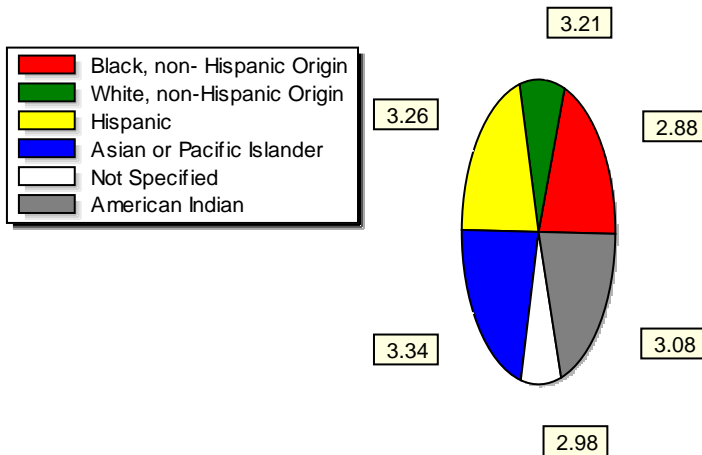 3.21
Black, non- Hispanic Origin
White, non-Hispanic Origin
Hispanic
Asian or Pacific Islander
Not Specified
American Indian
3.26
2.88
3.34
3.08
2.98